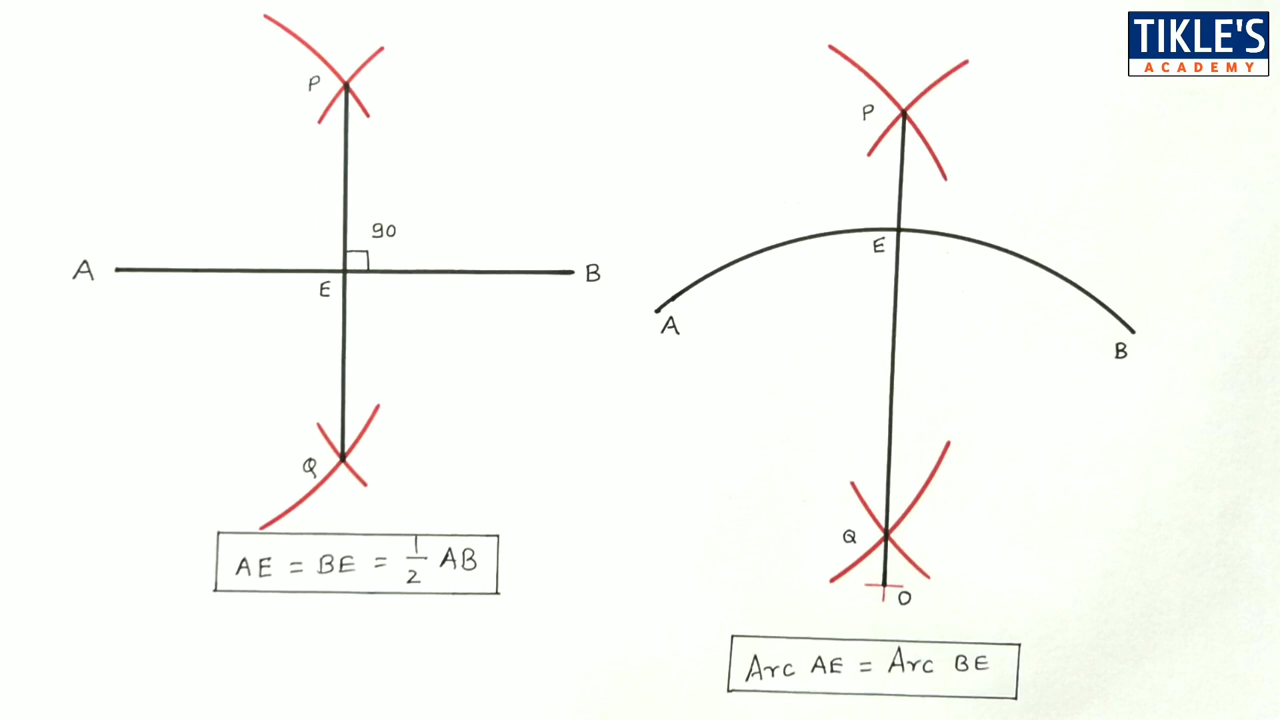 TIKLE'S
ACADEMY
P
90
A
B
E
Q
AE = BE = 1/2 AB
P
E
A
B
Q
O
Arc AE = Arc BE